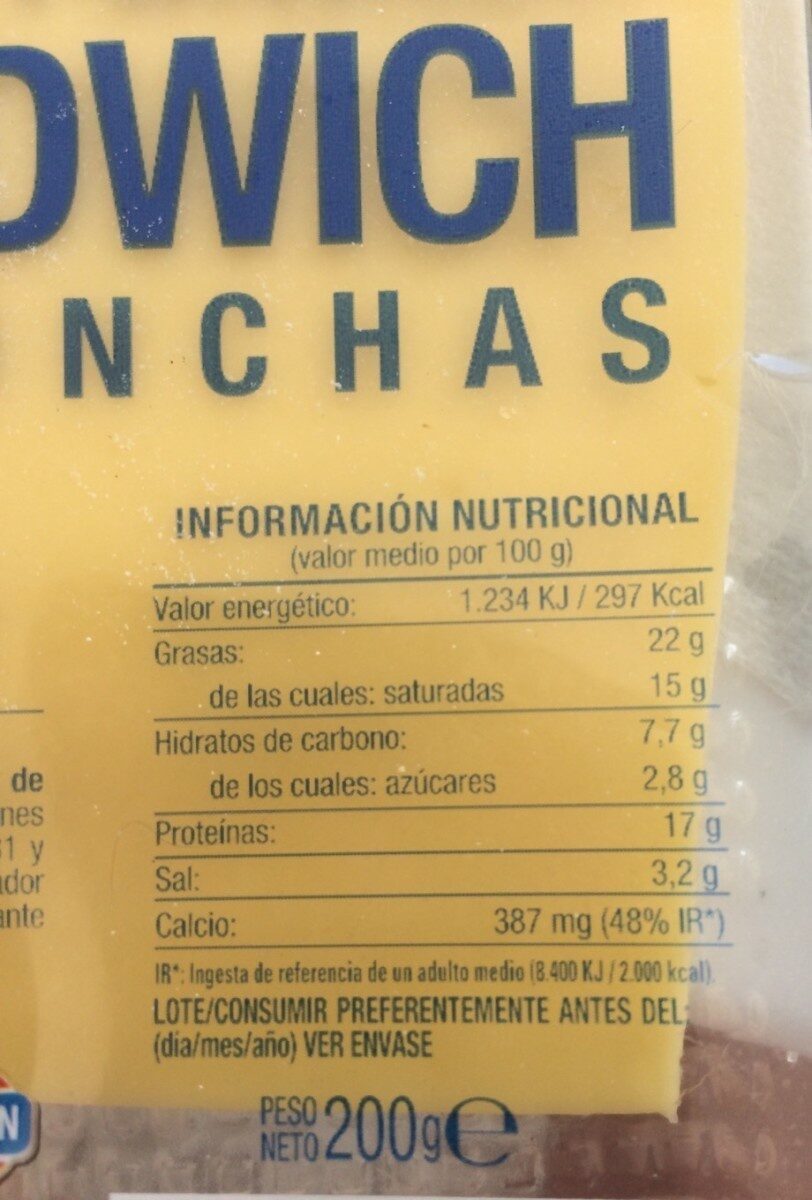 DWICH
NCHAS
INFORMACIÓN NUTRICIONAL
(valor medio por 100 g)
Valor energético: 1.234 KJ / 297 Kcal
Grasas: 22 g
de las cuales: saturadas 15 g
Hidratos de carbono: 7,7 g
de los cuales: azúcares 2,8 g
Proteínas: 17 g
Sal: 3,2 g
Calcio: 387 mg (48% IR*)
IR*: Ingesta de referencia de un adulto medio (8.400 KJ / 2.000 kcal).
LOTE/CONSUMIR PREFERENTEMENTE ANTES DEL:
(dia/mes/año) VER ENVASE
PESO NETO 200g e
de
nes
1 y
dor
ante
N